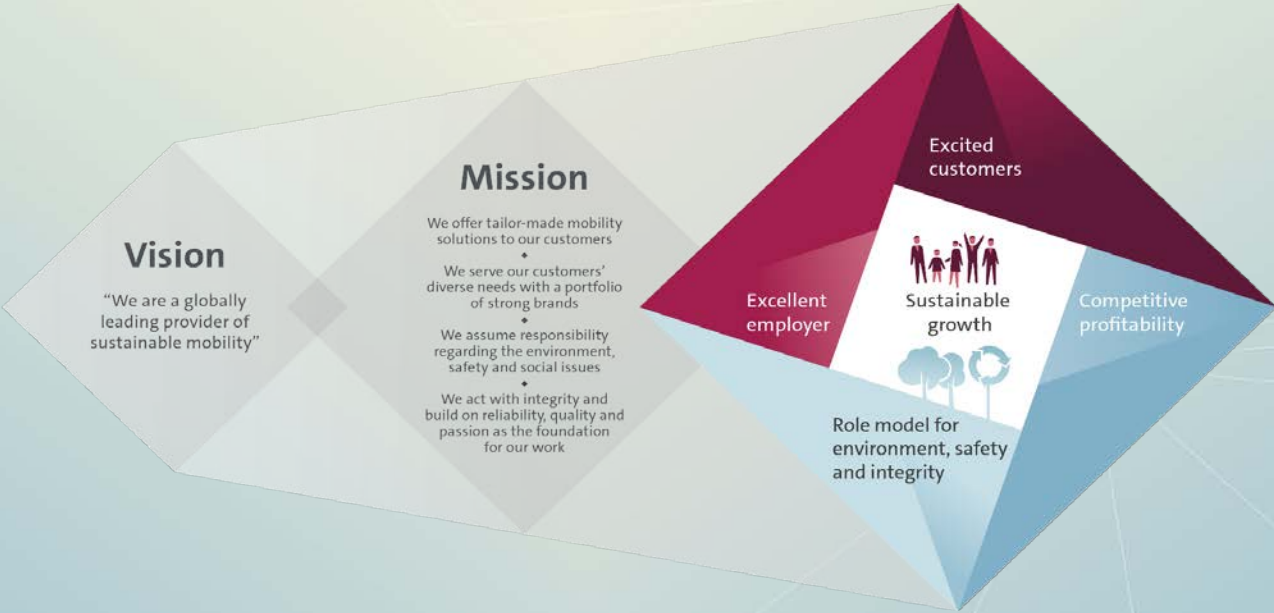 Vision
“We are a globally
leading provider of
sustainable mobility”
Mission
We offer tailor-made mobility
solutions to our customers
We serve our customers’
diverse needs with a portfolio
of strong brands
We assume responsibility
regarding the environment,
safety and social issues
We act with integrity and
build on reliability, quality and
passion as the foundation
for our work
Excited
customers
Excellent
employer
Sustainable
growth
Competitive
profitability
Role model for
environment, safety
and integrity